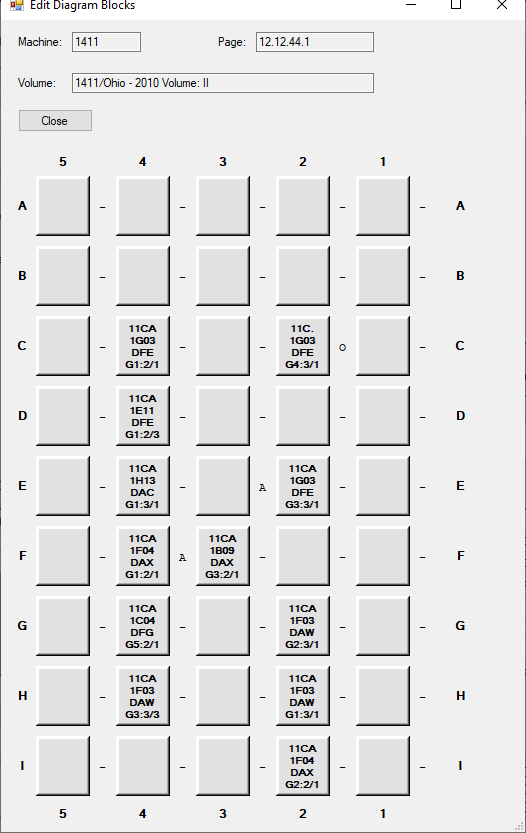 Edit Diagram Blocks
Machine: 1411 Page: 12.12.44.1
Volume: 1411/Ohio - 2010 Volume: II
Close
5 4 3 2 1
A - - - - - A
B - - - - - B
11CA 11C.
1G03 1G03
C - DFE - - DFE o - C
G1:2/1 G4:3/1
11CA
1E11
D - DFE - - - - D
G1:2/3
11CA 11CA
1H13 1G03
E - DAC - A DFE - - E
G1:3/1 G3:3/1
11CA 11CA
1F04 1B09
F - DAX A DAX - - - F
G1:2/1 G3:2/1
11CA 11CA
1C04 1F03
G - DFG - - DAW - - G
G5:2/1 G2:3/1
11CA 11CA
1F03 1F03
H - DAW - - DAW - - H
G3:3/3 G1:3/1
11CA
1F04
I - - - DAX - - I
G2:2/1
5 4 3 2 1